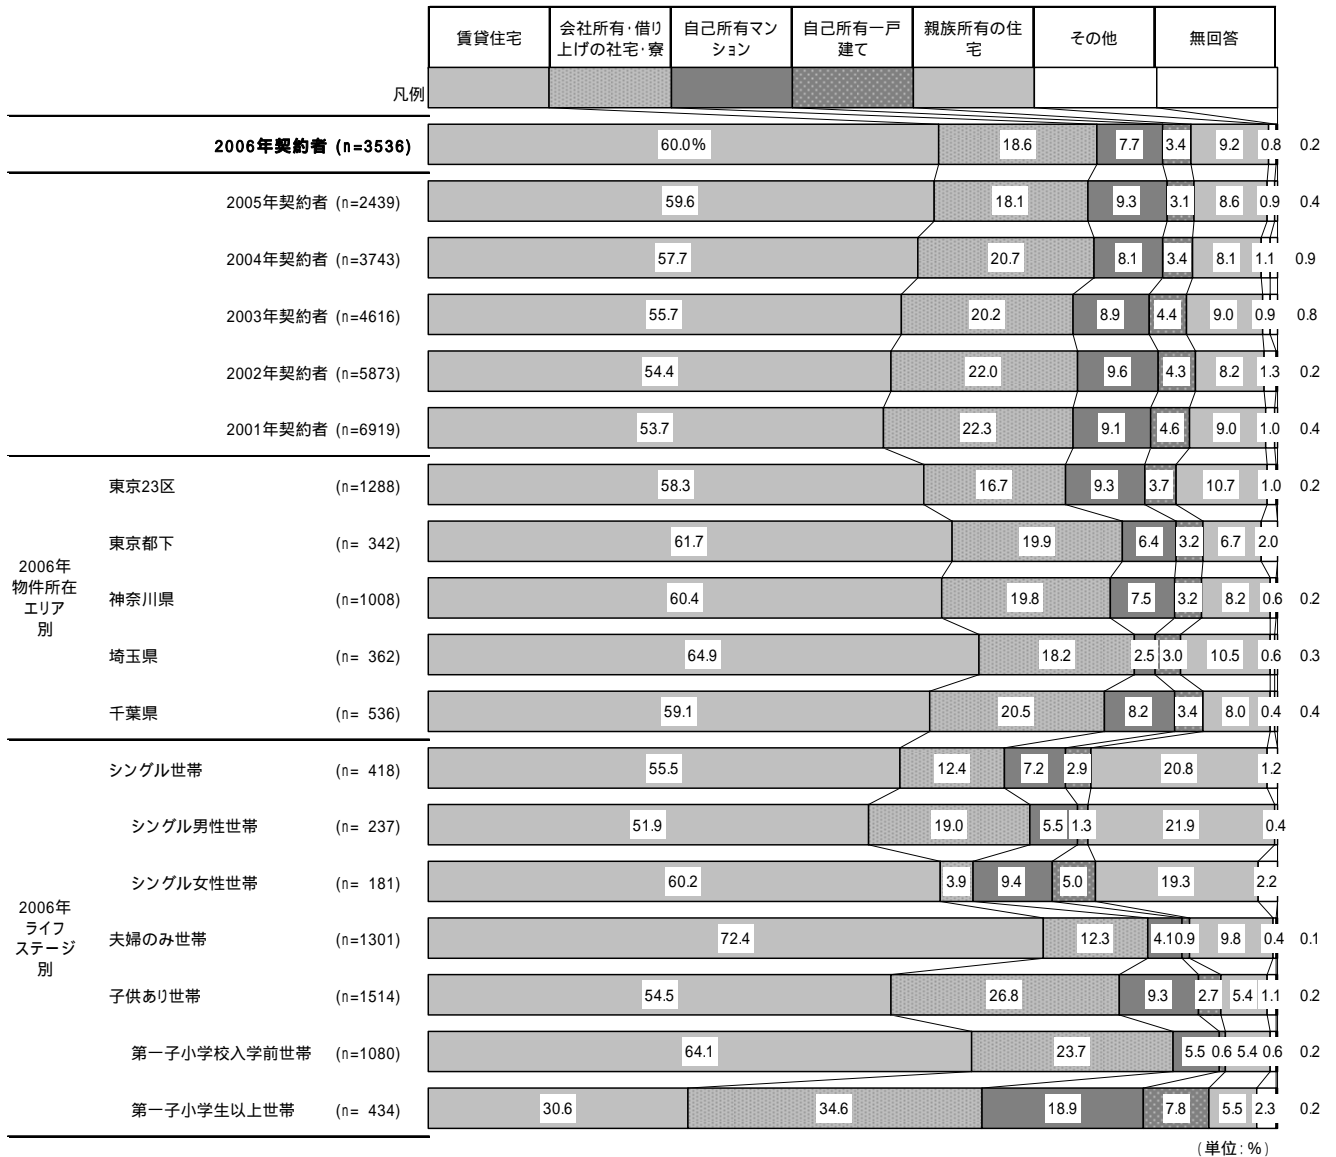 賃貸住宅 会社所有・借り上げの社宅・寮 自己所有マンション 自己所有一戸建て 親族所有の住宅 その他 無回答
凡例
2006年契約者 (n=3536) 60.0% 18.6 7.7 3.4 9.2 0.8 0.2
2005年契約者 (n=2439) 59.6 18.1 9.3 3.1 8.6 0.9 0.4
2004年契約者 (n=3743) 57.7 20.7 8.1 3.4 8.1 1.1 0.9
2003年契約者 (n=4616) 55.7 20.2 8.9 4.4 9.0 0.9 0.8
2002年契約者 (n=5873) 54.4 22.0 9.6 4.3 8.2 1.3 0.2
2001年契約者 (n=6919) 53.7 22.3 9.1 4.6 9.0 1.0 0.4
2006年
物件所在
エリア
別
東京23区 (n=1288) 58.3 16.7 9.3 3.7 10.7 1.0 0.2
東京都下 (n= 342) 61.7 19.9 6.4 3.2 6.7 2.0
神奈川県 (n=1008) 60.4 19.8 7.5 3.2 8.2 0.6 0.2
埼玉県 (n= 362) 64.9 18.2 2.5 3.0 10.5 0.6 0.3
千葉県 (n= 536) 59.1 20.5 8.2 3.4 8.0 0.4 0.4
2006年
ライフ
ステージ
別
シングル世帯 (n= 418) 55.5 12.4 7.2 2.9 20.8 1.2
シングル男性世帯 (n= 237) 51.9 19.0 5.5 1.3 21.9 0.4
シングル女性世帯 (n= 181) 60.2 3.9 9.4 5.0 19.3 2.2
夫婦のみ世帯 (n=1301) 72.4 12.3 4.1 0.9 9.8 0.4 0.1
子供あり世帯 (n=1514) 54.5 26.8 9.3 2.7 5.4 1.1 0.2
第一子小学校入学前世帯 (n=1080) 64.1 23.7 5.5 0.6 5.4 0.6 0.2
第一子小学生以上世帯 (n= 434) 30.6 34.6 18.9 7.8 5.5 2.3 0.2
(単位:%)